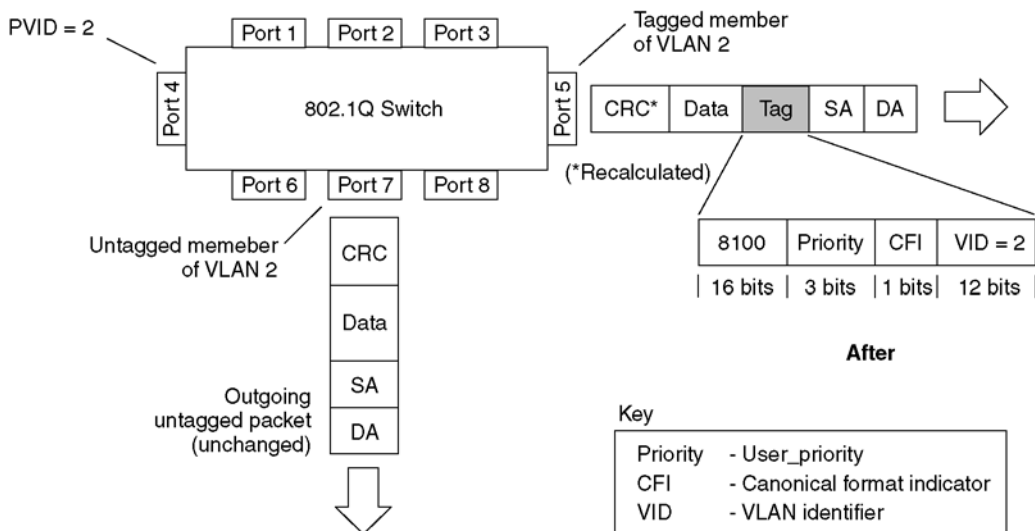 PVID = 2
Port 1
Port 2
Port 3
Tagged member
of VLAN 2
Port 4
802.1Q Switch
Port 5
CRC*
Data
Tag
SA
DA
(*Recalculated)
Port 6
Port 7
Port 8
Untagged memeber
of VLAN 2
CRC
Data
SA
DA
8100
Priority
CFI
VID = 2
16 bits
3 bits
1 bits
12 bits
After
Outgoing
untagged packet
(unchanged)
Key
Priority - User_priority
CFI - Canonical format indicator
VID - VLAN identifier